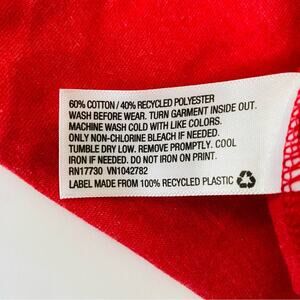 60% COTTON / 40% RECYCLED POLYESTER
WASH BEFORE WEAR. TURN GARMENT INSIDE OUT.
MACHINE WASH COLD WITH LIKE COLORS.
ONLY NON-CHLORINE BLEACH IF NEEDED.
TUMBLE DRY LOW. REMOVE PROMPTLY. COOL
IRON IF NEEDED. DO NOT IRON ON PRINT.
RN17730 VN1042782
LABEL MADE FROM 100% RECYCLED PLASTIC